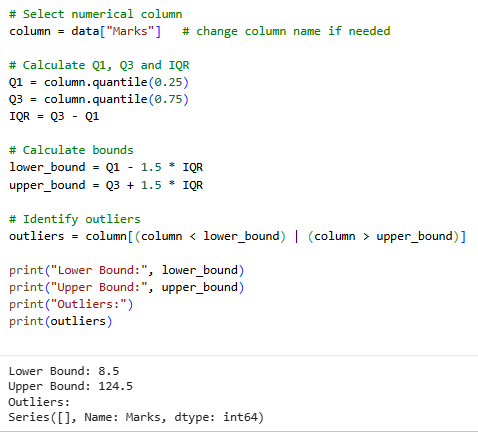 # Select numerical column
column = data["Marks"]   # change column name if needed

# Calculate Q1, Q3 and IQR
Q1 = column.quantile(0.25)
Q3 = column.quantile(0.75)
IQR = Q3 - Q1

# Calculate bounds
lower_bound = Q1 - 1.5 * IQR
upper_bound = Q3 + 1.5 * IQR

# Identify outliers
outliers = column[(column < lower_bound) | (column > upper_bound)]

print("Lower Bound:", lower_bound)
print("Upper Bound:", upper_bound)
print("Outliers:")
print(outliers)

Lower Bound: 8.5
Upper Bound: 124.5
Outliers:
Series([], Name: Marks, dtype: int64)